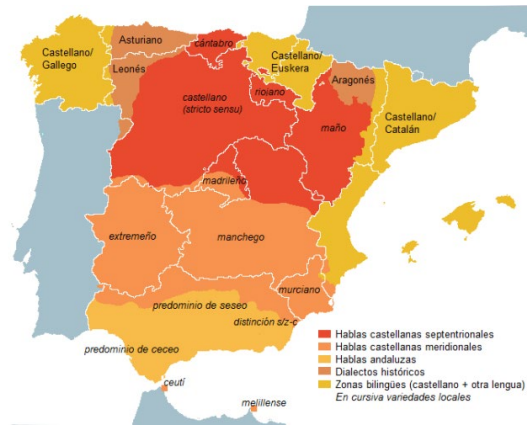 Castellano/
Gallego
Asturiano
Leonés
cántabro
Castellano/
Euskera
riojano
Aragonés
castellano
(stricto sensu)
maño
Castellano/
Catalán
madrileño
extremeño
manchego
murciano
predominio de seseo
distinción s/z-c
predominio de ceceo
ceutí
melillense
Hablas castellanas septentrionales
Hablas castellanas meridionales
Hablas andaluzas
Dialectos históricos
Zonas bilingües (castellano + otra lengua)
En cursiva variedades locales